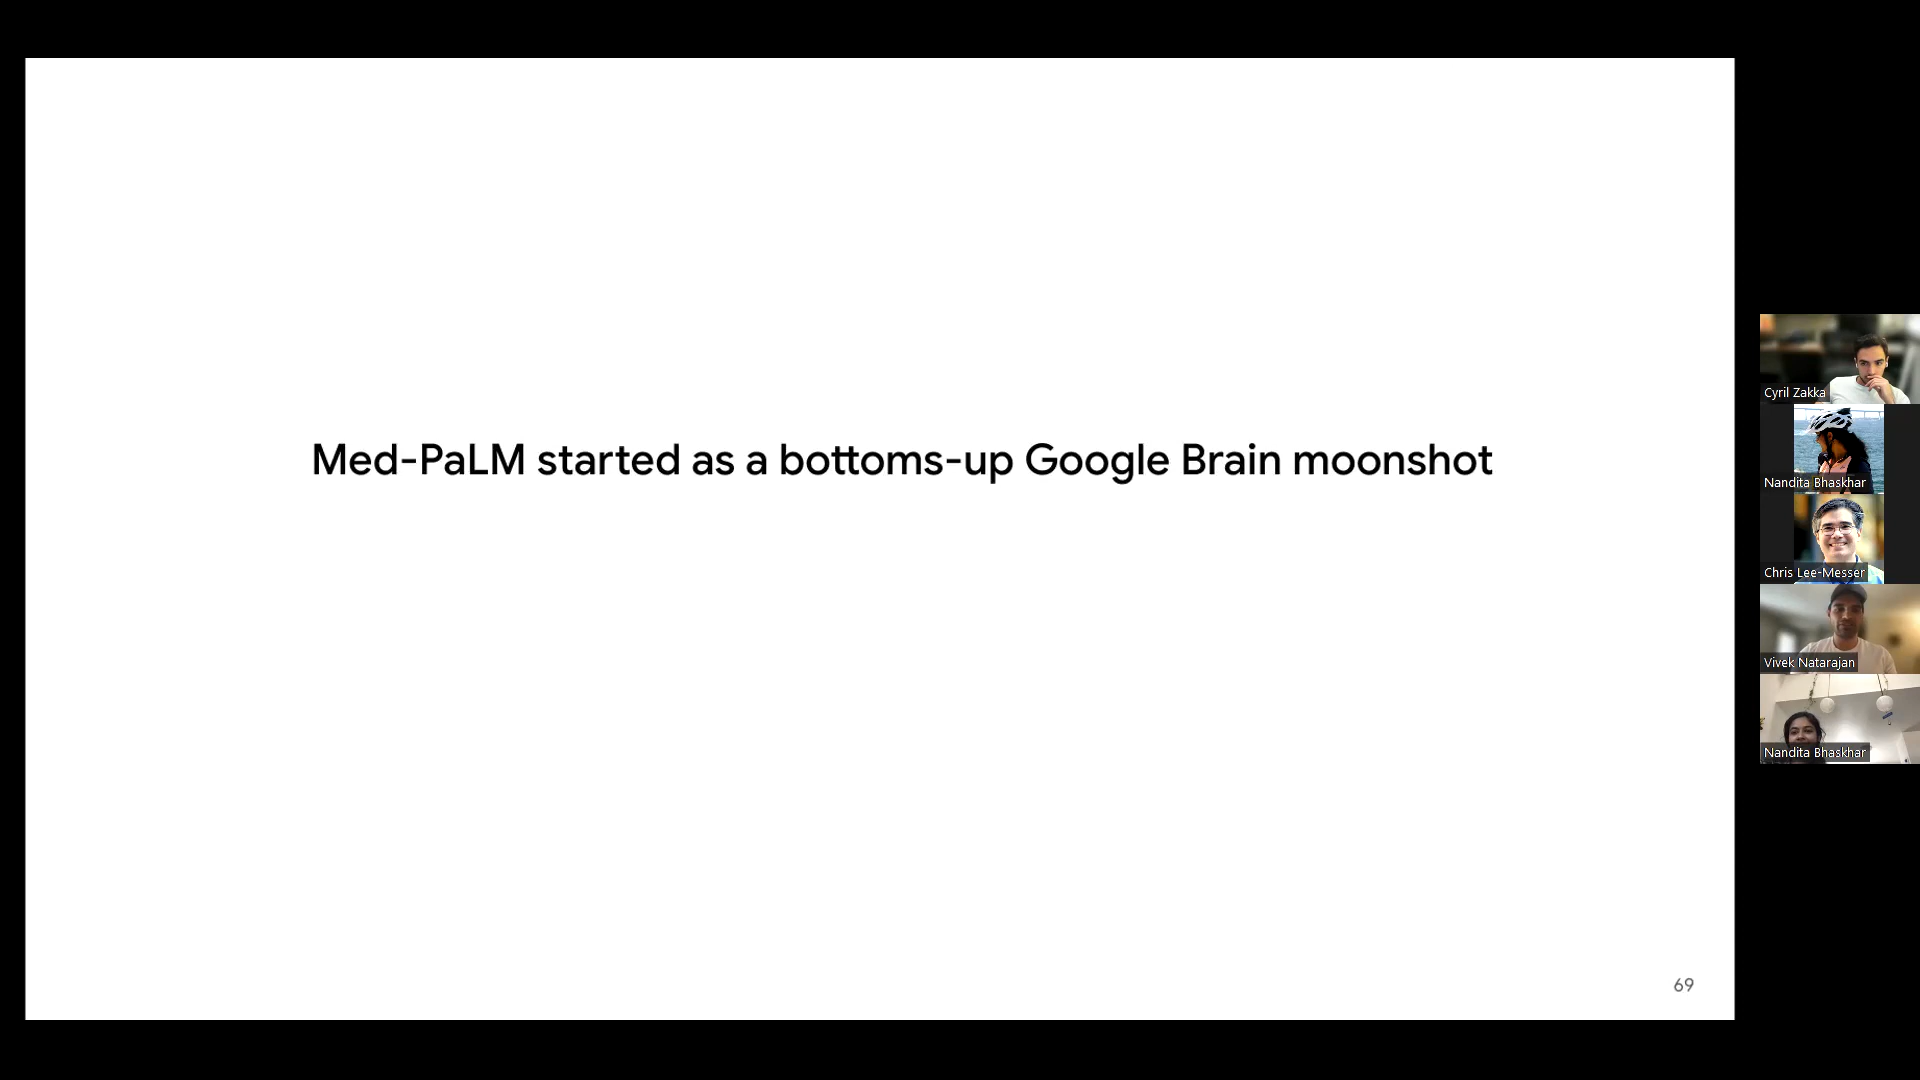 Med-PaLM started as a bottoms-up Google Brain moonshot
69
Cyril Zakka
Nandita Bhaskhar
Chris Lee-Messer
Vivek Natarajan
Nandita Bhaskhar